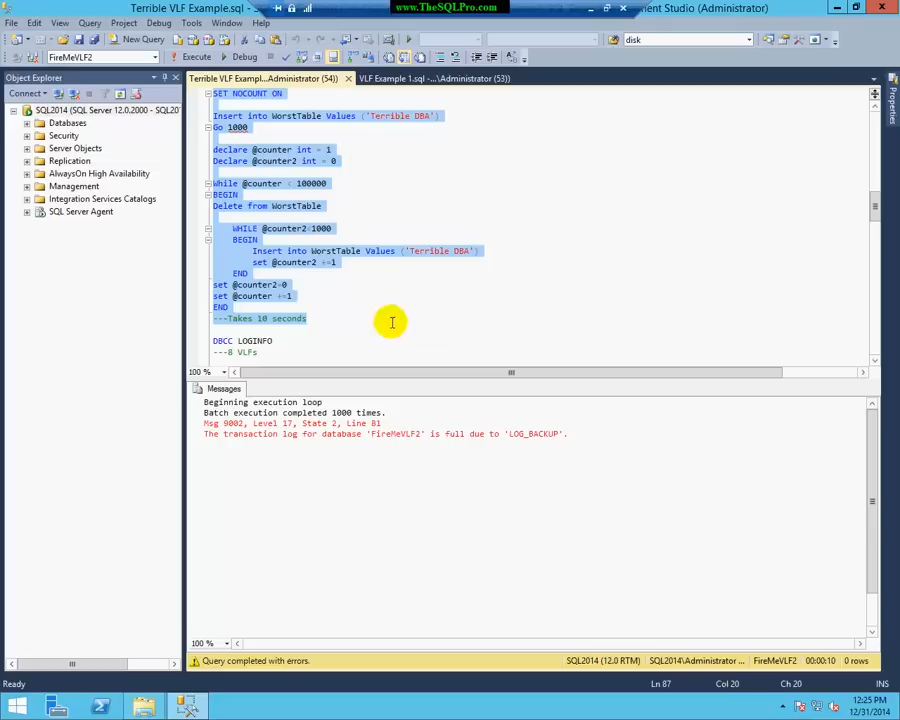 Terrible VLF Example.sql - S
www.TheSQLPro.com
ment Studio (Administrator)
File Edit View Query Project Debug Tools Window Help
New Query
disk
FireMeVLF2
Execute
Debug
Object Explorer
Connect
SQL2014 (SQL Server 12.0.2000 - SQL20
Databases
Security
Server Objects
Replication
AlwaysOn High Availability
Management
Integration Services Catalogs
SQL Server Agent
Terrible VLF Exampl...Administrator (54))
VLF Example 1.sql -...\Administrator (53))
Properties
SET NOCOUNT ON
Insert into WorstTable Values ('Terrible DBA')
Go 1000
declare @counter int = 1
Declare @counter2 int = 0
While @counter < 100000
BEGIN
Delete from WorstTable
WHILE @counter2<1000
BEGIN
Insert into WorstTable Values ('Terrible DBA')
set @counter2 +=1
END
set @counter2=0
set @counter +=1
END
---Takes 10 seconds
DBCC LOGINFO
---8 VLFs
100 %
Messages
Beginning execution loop
Batch execution completed 1000 times.
Msg 9002, Level 17, State 2, Line 81
The transaction log for database 'FireMeVLF2' is full due to 'LOG_BACKUP'.
100 %
Query completed with errors.
SQL2014 (12.0 RTM)
SQL2014\Administrator ...
FireMeVLF2
00:00:10
0 rows
Ready
Ln 87
Col 20
Ch 20
INS
12:25 PM
12/31/2014